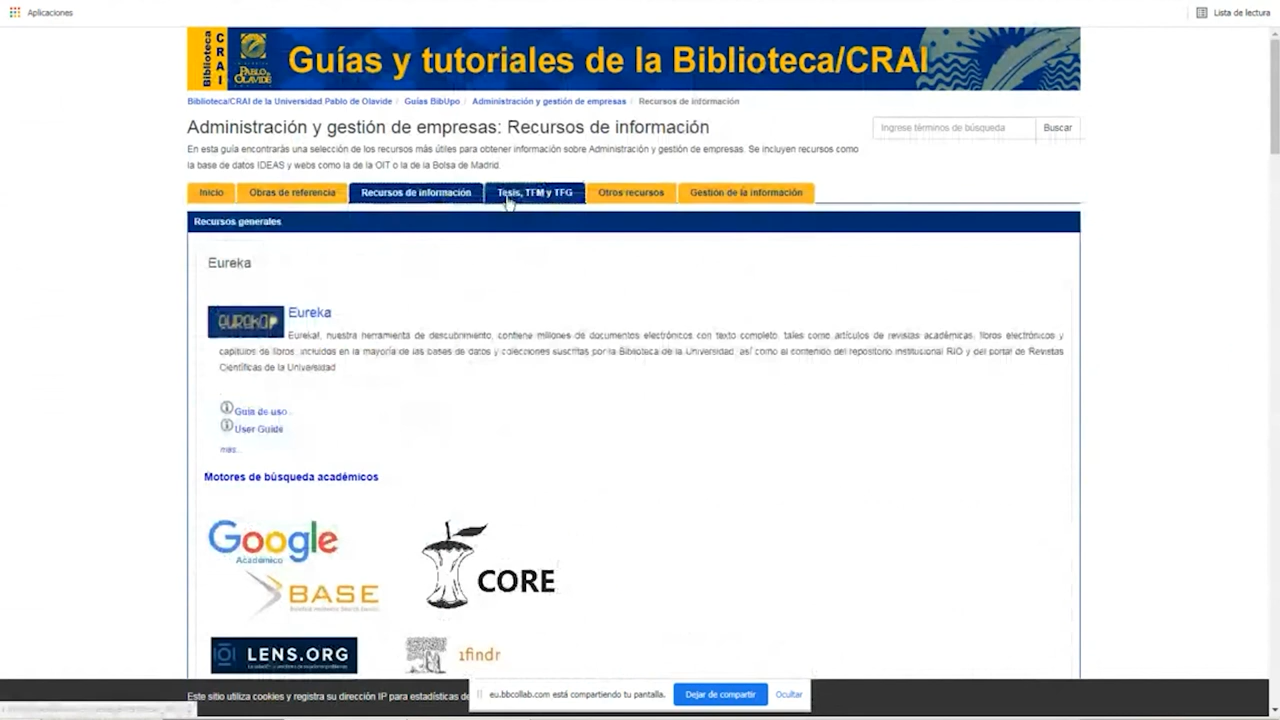 Aplicaciones
Lista de lectura
Biblioteca
CRAI
PABLO DE OLAVIDE
Guías y tutoriales de la Biblioteca/CRAI
Biblioteca/CRAI de la Universidad Pablo de Olavide / Guías BibUpo / Administración y gestión de empresas / Recursos de información
Administración y gestión de empresas: Recursos de información
Ingrese términos de búsqueda
Buscar
En esta guía encontrarás una selección de los recursos más útiles para obtener información sobre Administración y gestión de empresas. Se incluyen recursos como
la base de datos IDEAS y webs como la de la OIT o la de la Bolsa de Madrid.
Inicio
Obras de referencia
Recursos de información
Tesis, TFM y TFG
Otros recursos
Gestión de la información
Recursos generales
Eureka
Eureka
Eureka!, nuestra herramienta de descubrimiento, contiene millones de documentos electrónicos con texto completo, tales como artículos de revistas académicas, libros electrónicos y
capítulos de libros, incluidos en la mayoría de las bases de datos y colecciones suscritas por la Biblioteca de la Universidad, así como el contenido del repositorio institucional RIO y del portal de Revistas
Científicas de la Universidad
Guía de uso
User Guide
más...
Motores de búsqueda académicos
Google
Académico
BASE
CORE
LENS.ORG
1findr
Este sitio utiliza cookies y registra su dirección IP para estadísticas de
eu.bbcollab.com está compartiendo tu pantalla.
Dejar de compartir
Ocultar